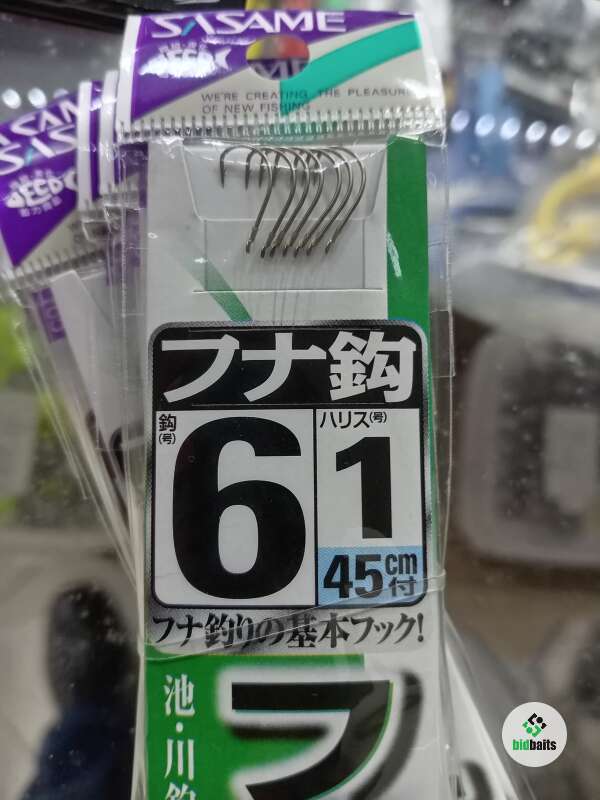 SASAME
WE'RE CREATING THE PLEASURE
OF NEW FISHING
フナ鈎
鈎(号)
6
ハリス(号)
1
45cm付
フナ釣りの基本フック!
池・川釣
フ
bidbaits